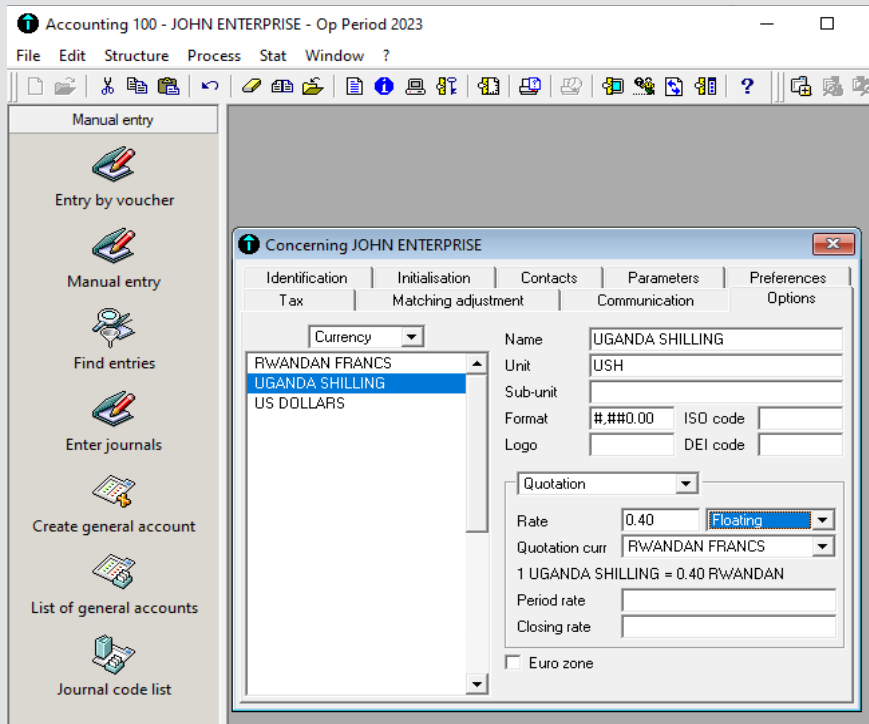 Accounting 100 - JOHN ENTERPRISE - Op Period 2023
File Edit Structure Process Stat Window ?
Manual entry
Entry by voucher
Manual entry
Find entries
Enter journals
Create general account
List of general accounts
Journal code list
Concerning JOHN ENTERPRISE
Identification Initialisation Contacts Parameters Preferences
Tax Matching adjustment Communication Options
Currency
RWANDAN FRANCS
UGANDA SHILLING
US DOLLARS
Name UGANDA SHILLING
Unit USH
Sub-unit
Format #,##0.00 ISO code
Logo DEI code
Quotation
Rate 0.40 Floating
Quotation curr RWANDAN FRANCS
1 UGANDA SHILLING = 0.40 RWANDAN
Period rate
Closing rate
Euro zone